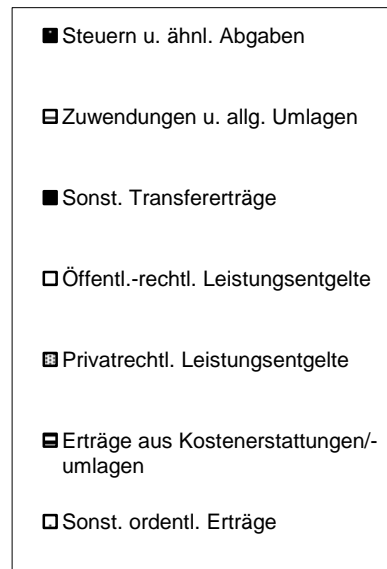 Steuern u. ähnl. Abgaben
Zuwendungen u. allg. Umlagen
Sonst. Transfererträge
Öffentl.-rechtl. Leistungsentgelte
Privatrechtl. Leistungsentgelte
Erträge aus Kostenerstattungen/-
umlagen
Sonst. ordentl. Erträge